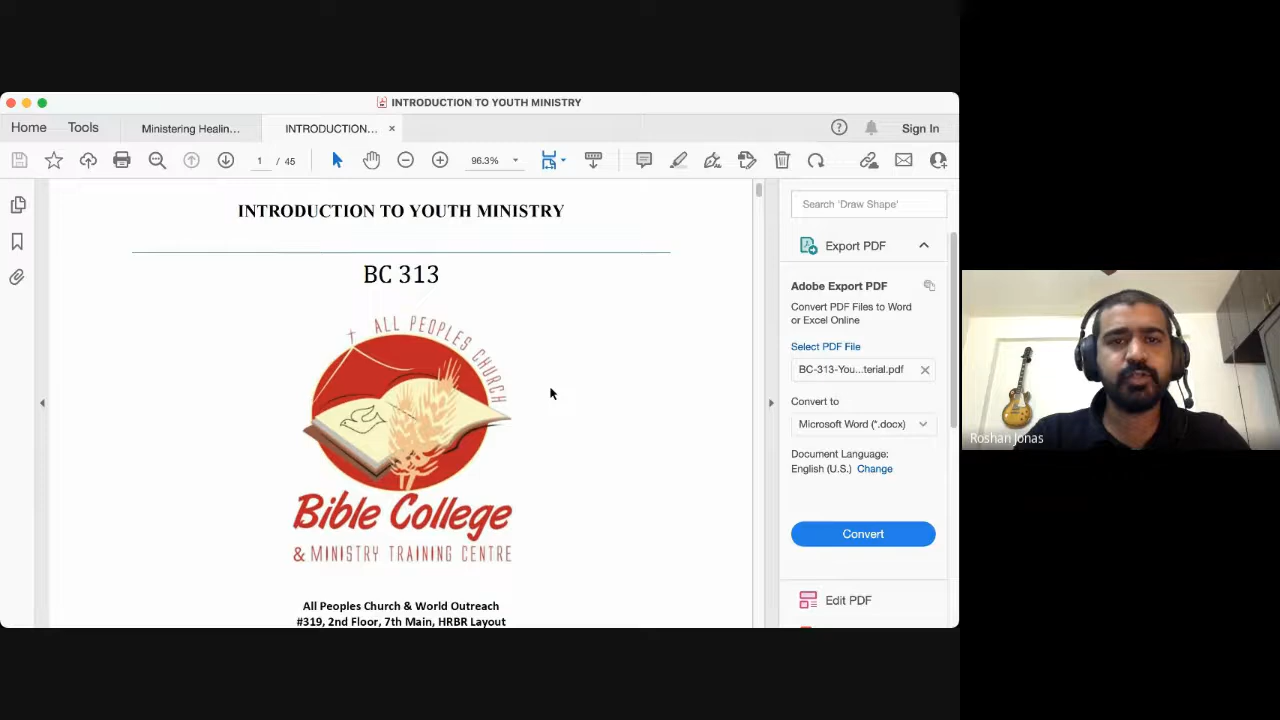 INTRODUCTION TO YOUTH MINISTRY
Home
Tools
Ministering Healin...
INTRODUCTION...
Sign In
1 / 45
96.3%
INTRODUCTION TO YOUTH MINISTRY
BC 313
ALL PEOPLES CHURCH
Bible College
& MINISTRY TRAINING CENTRE
All Peoples Church & World Outreach
#319, 2nd Floor, 7th Main, HRBR Layout
Search 'Draw Shape'
Export PDF
Adobe Export PDF
Convert PDF Files to Word
or Excel Online
Select PDF File
BC-313-You...terial.pdf
Convert to
Microsoft Word (*.docx)
Document Language:
English (U.S.) Change
Convert
Edit PDF
Roshan Jonas